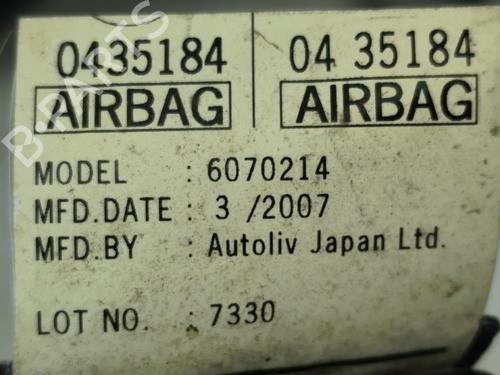 0435184 04 35184
AIRBAG AIRBAG
MODEL : 6070214
MFD.DATE : 3 /2007
MFD.BY : Autoliv Japan Ltd.
LOT NO. : 7330
B-PARTS